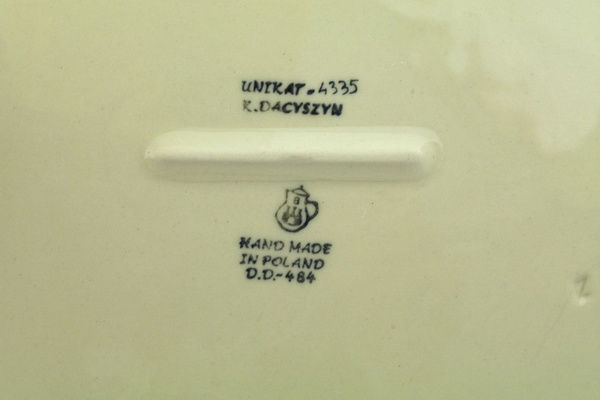 UNIKAT-4335
K.DACYSZYN
HAND MADE
IN POLAND
D.D.-484
Z